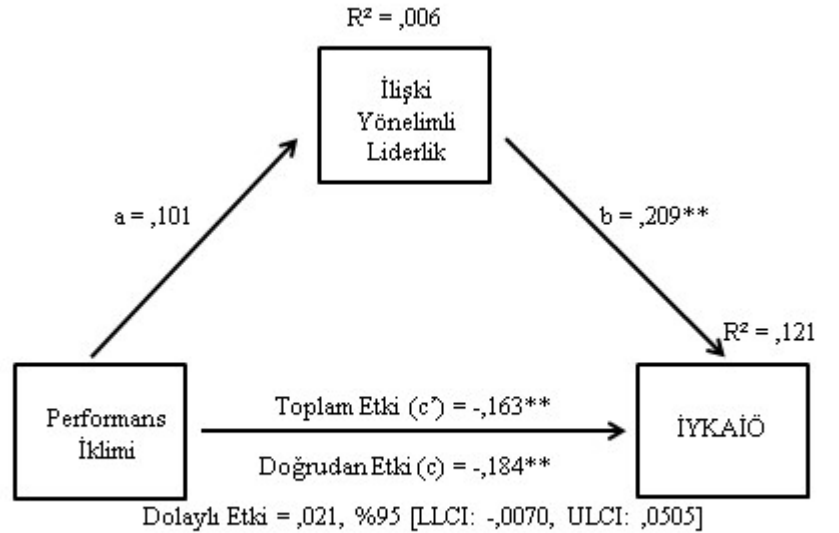 R² = ,006
İlişki
Yönelimli
Liderlik
a = ,101
b = ,209**
R² = ,121
Performans
İklimi
Toplam Etki (c’) = -,163**
Doğrudan Etki (c) = -,184**
İYKAİÖ
Dolaylı Etki = ,021, %95 [LLCI: -,0070, ULCI: ,0505]